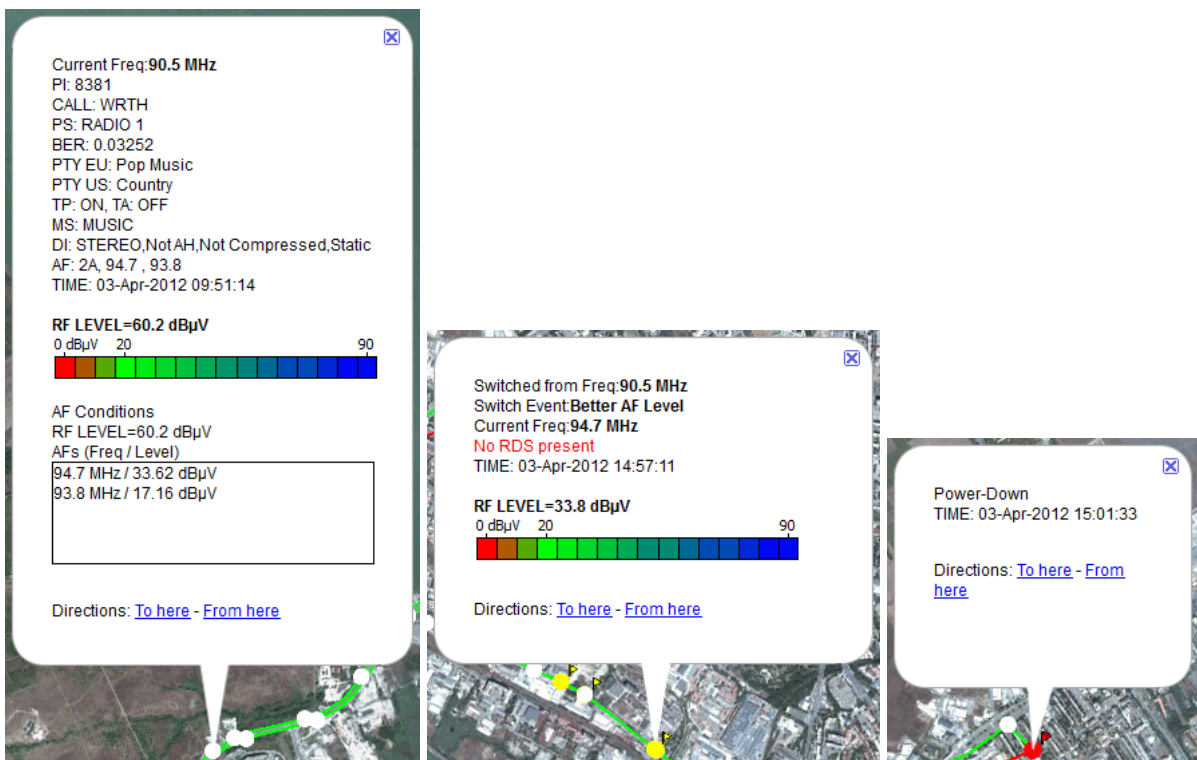 Current Freq:90.5 MHz
PI: 8381
CALL: WRTH
PS: RADIO 1
BER: 0.03252
PTY EU: Pop Music
PTY US: Country
TP: ON, TA: OFF
MS: MUSIC
DI: STEREO,Not AH,Not Compressed,Static
AF: 2A, 94.7 , 93.8
TIME: 03-Apr-2012 09:51:14
RF LEVEL=60.2 dBµV
0 dBµV 20 90
AF Conditions
RF LEVEL=60.2 dBµV
AFs (Freq / Level)
94.7 MHz / 33.62 dBµV
93.8 MHz / 17.16 dBµV
Directions: To here - From here
Switched from Freq:90.5 MHz
Switch Event:Better AF Level
Current Freq:94.7 MHz
No RDS present
TIME: 03-Apr-2012 14:57:11
RF LEVEL=33.8 dBµV
0 dBµV 20 90
Directions: To here - From here
Power-Down
TIME: 03-Apr-2012 15:01:33
Directions: To here - From
here